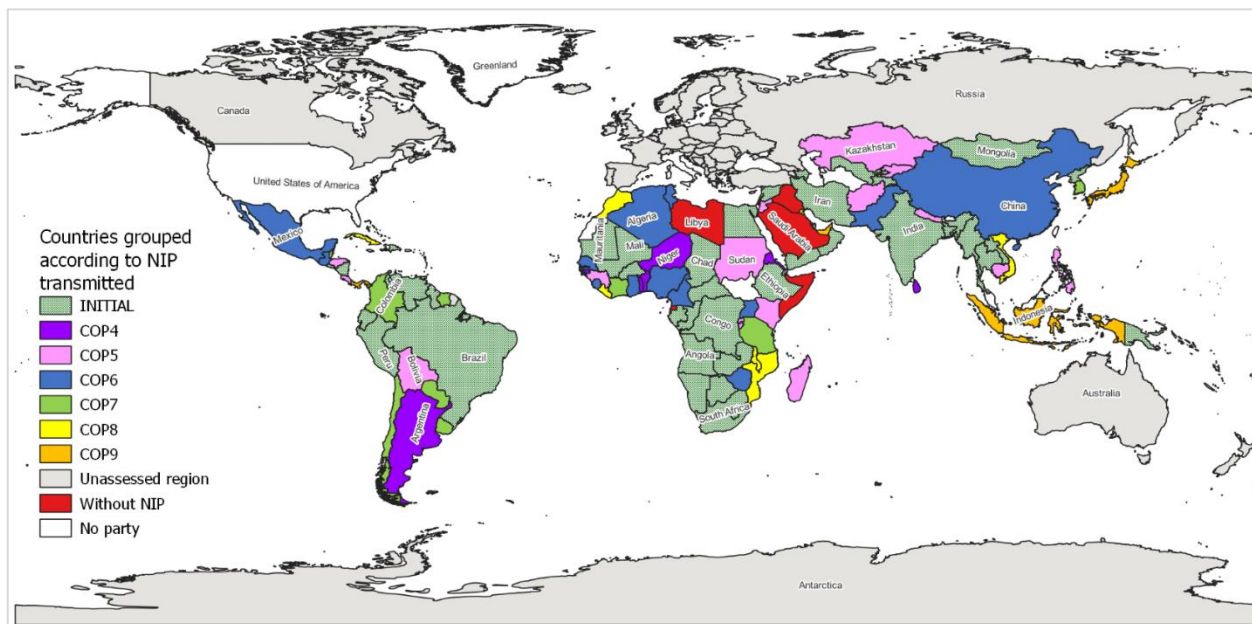 Greenland
Canada
Russia
United States of America
Kazakhstan
Mongolia
China
Iran
Algeria
Libya
Saudi Arabia
India
Mexico
Mauritania
Mali
Niger
Chad
Sudan
Ethiopia
Colombia
Congo
Indonesia
Peru
Brazil
Bolivia
Angola
Argentina
South Africa
Australia
Antarctica
Countries grouped
according to NIP
transmitted
INITIAL
COP4
COP5
COP6
COP7
COP8
COP9
Unassessed region
Without NIP
No party